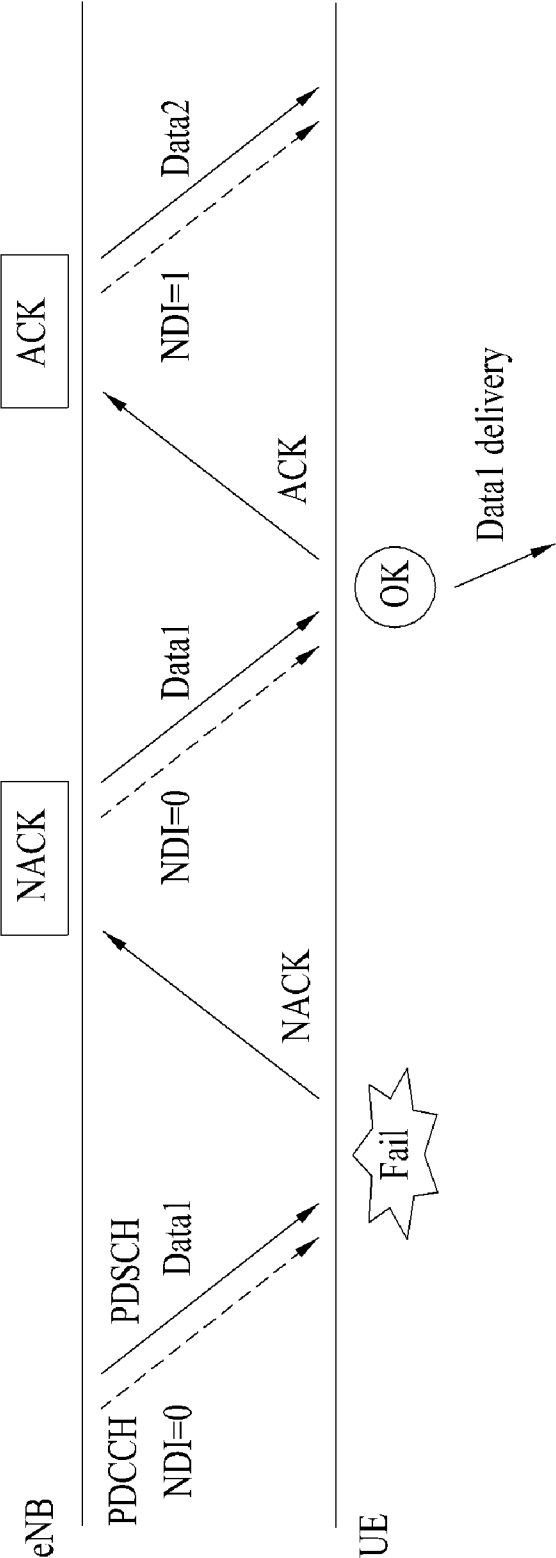 eNB
NACK
ACK
PDCCH
PDSCH
NDI=0
Data1
NDI=0
Data1
NDI=1
Data2
NACK
ACK
UE
Fail
OK
Data1 delivery